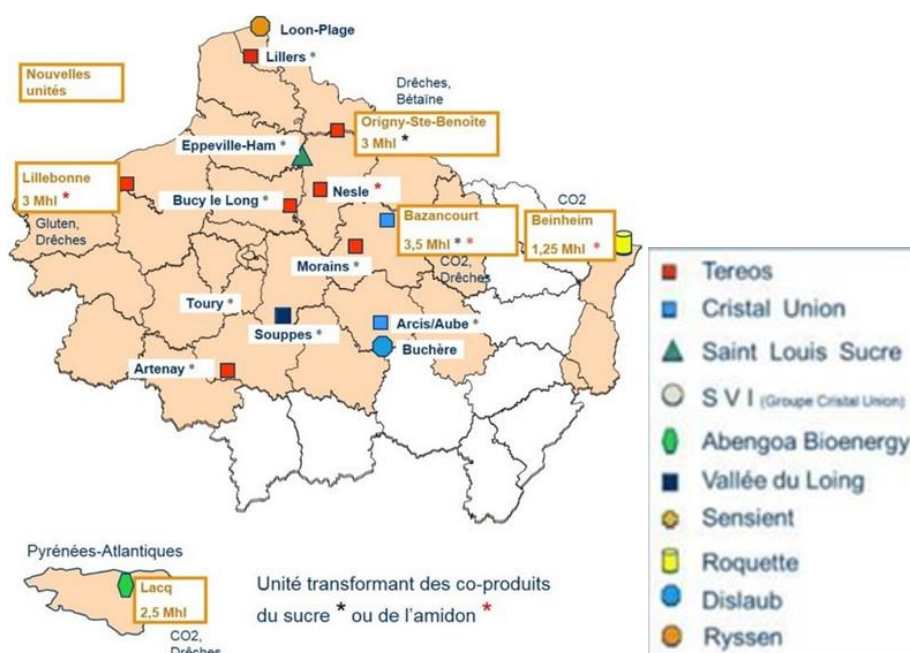 Loon-Plage
Lillers *
Nouvelles
unités
Drêches,
Bétaïne
Origny-Ste-Benoîte
3 Mhl *
Eppeville-Ham *
Lillebonne
3 Mhl *
Nesle *
Bucy le Long *
CO2
Bazancourt
3,5 Mhl * *
Beinheim
1,25 Mhl *
Gluten,
Drêches
CO2,
Drêches
Morains *
Toury *
Souppes *
Arcis/Aube *
Buchère
Artenay *
Tereos
Cristal Union
Saint Louis Sucre
S V I (Groupe Cristal Union)
Abengoa Bioenergy
Vallée du Loing
Sensient
Roquette
Dislaub
Ryssen
Pyrénées-Atlantiques
Lacq
2,5 Mhl
CO2,
Drêches
Unité transformant des co-produits
du sucre * ou de l'amidon *